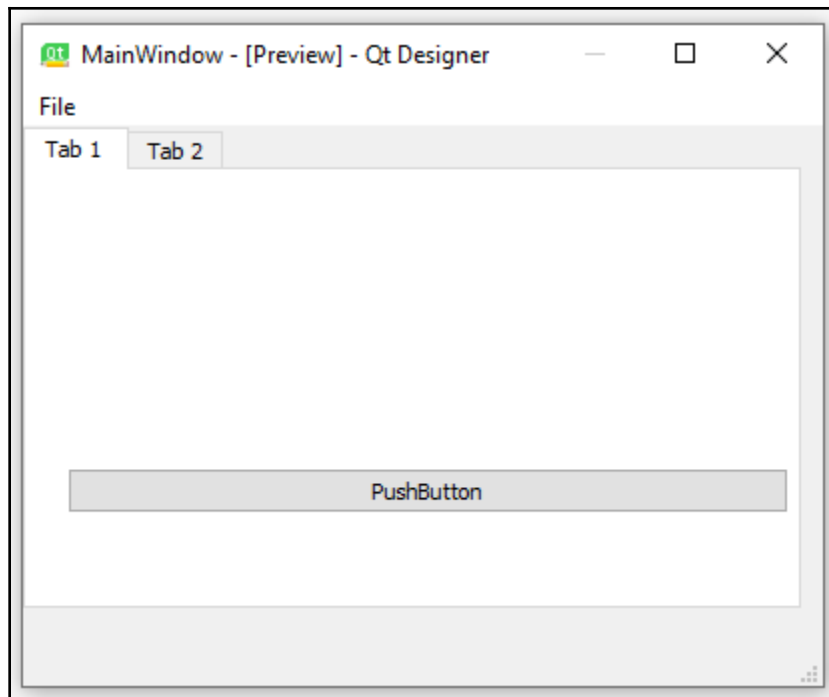 Qt MainWindow - [Preview] - Qt Designer
File
Tab 1 Tab 2
PushButton